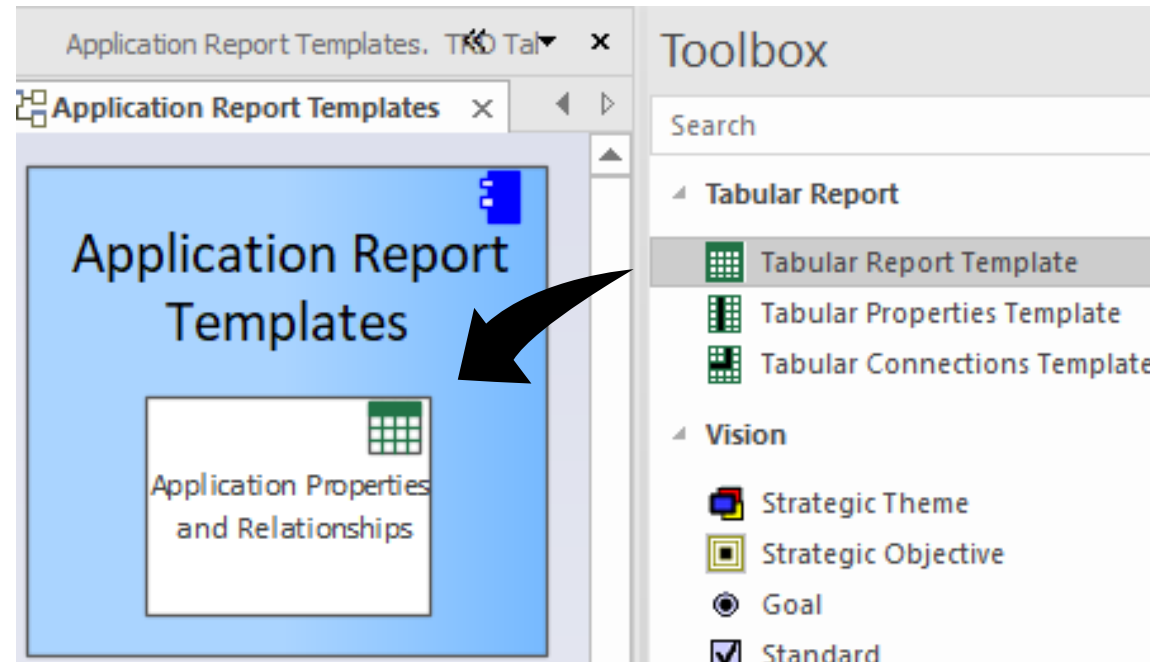 Application Report Templates.
Application Report Templates
Application Report
Templates
Application Properties
and Relationships
Toolbox
Search
Tabular Report
Tabular Report Template
Tabular Properties Template
Tabular Connections Template
Vision
Strategic Theme
Strategic Objective
Goal
Standard